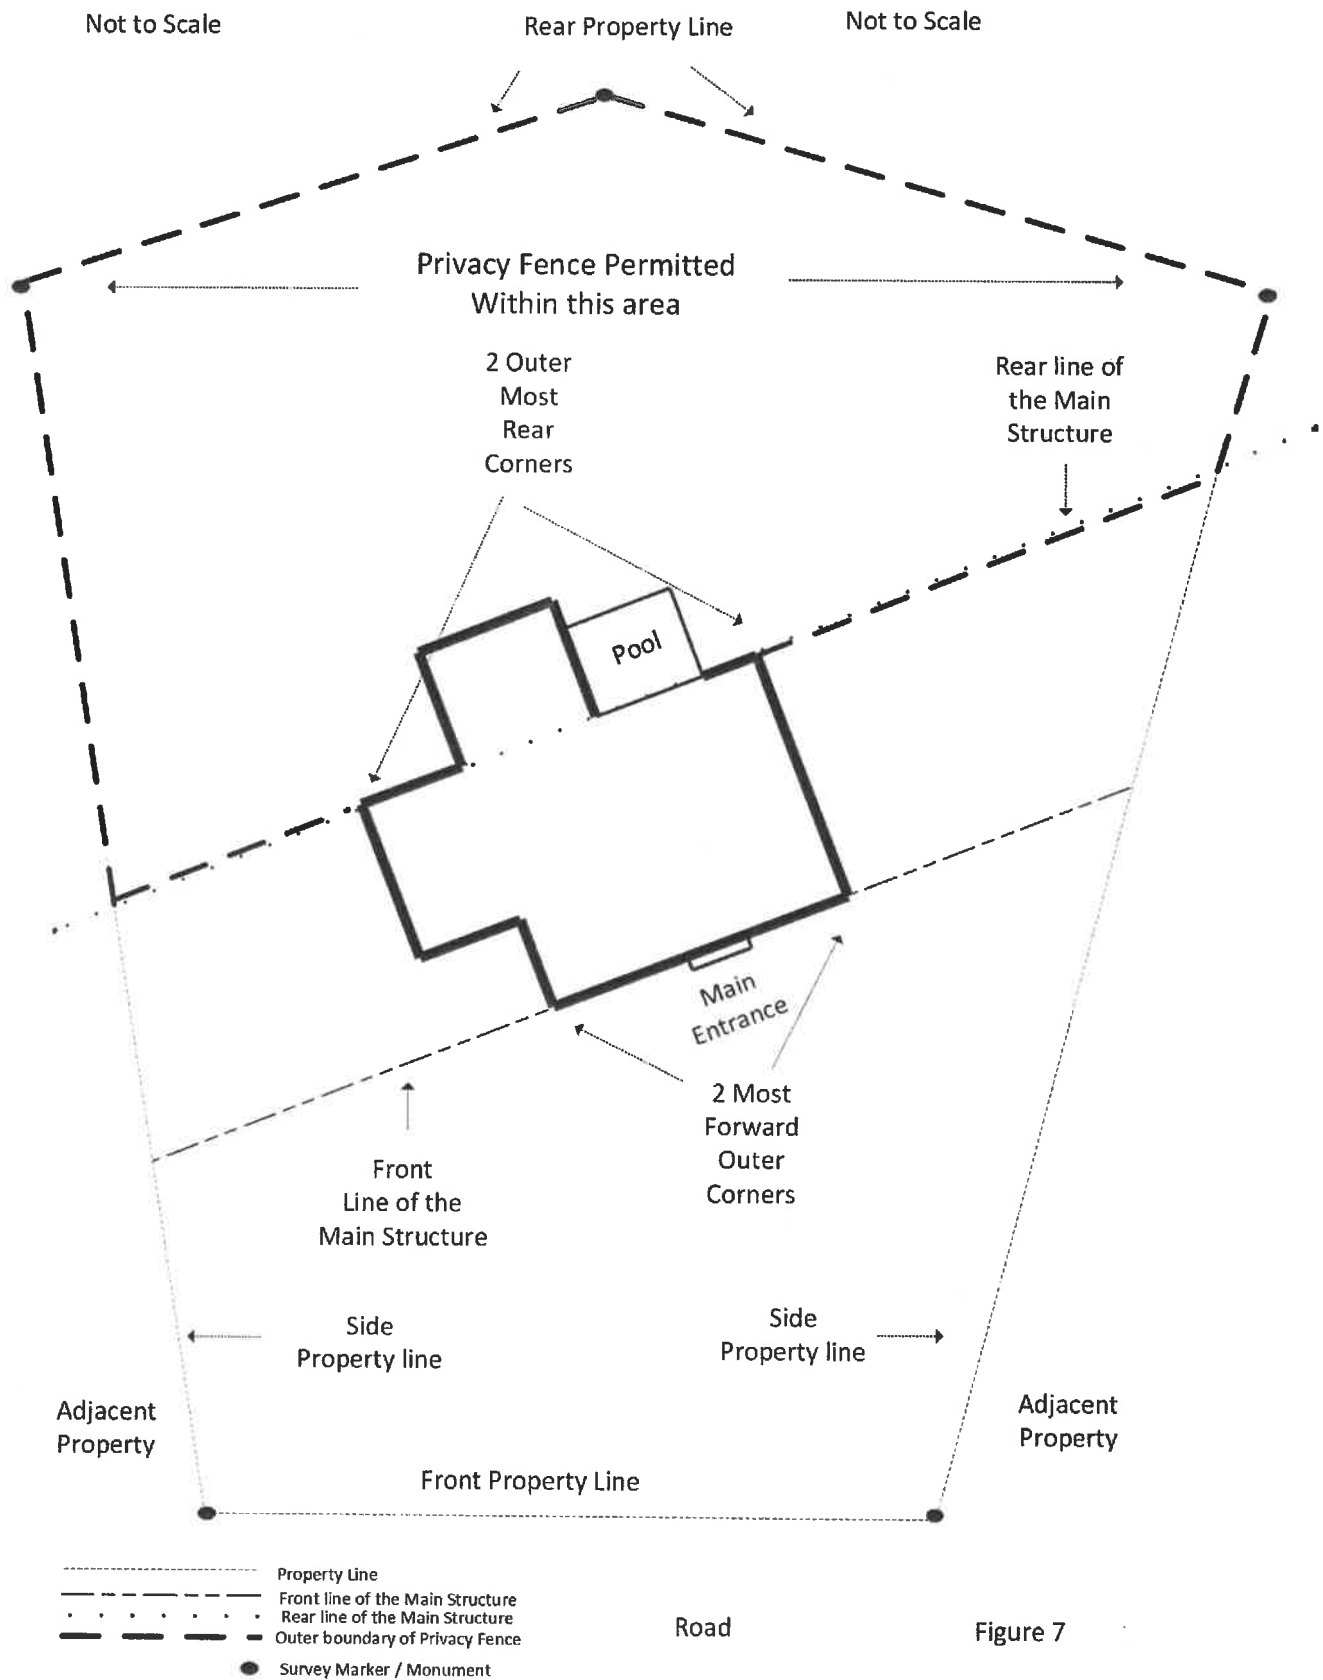 Not to Scale
Rear Property Line
Not to Scale
Privacy Fence Permitted
Within this area
2 Outer
Most
Rear
Corners
Rear line of
the Main
Structure
Pool
Main
Entrance
2 Most
Forward
Outer
Corners
Front
Line of the
Main Structure
Side
Property line
Side
Property line
Adjacent
Property
Adjacent
Property
Front Property Line
Property Line
Front line of the Main Structure
Rear line of the Main Structure
Outer boundary of Privacy Fence
Survey Marker / Monument
Road
Figure 7